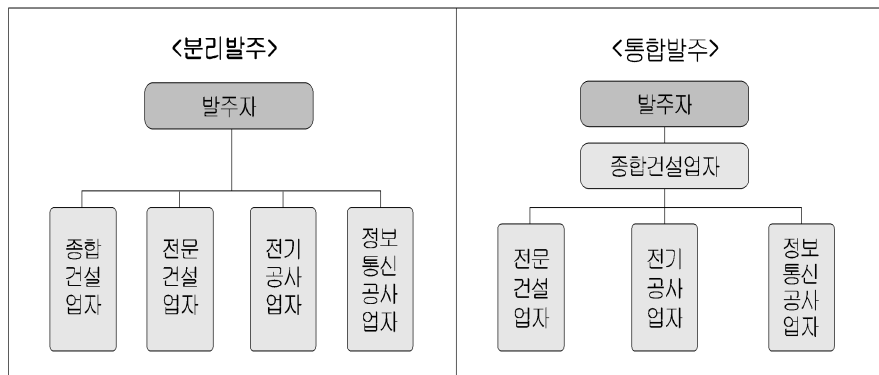 <분리발주>
발주자
종합
건설
업자
전문
건설
업자
전기
공사
업자
정보
통신
공사
업자
<통합발주>
발주자
종합건설업자
전문
건설
업자
전기
공사
업자
정보
통신
공사
업자